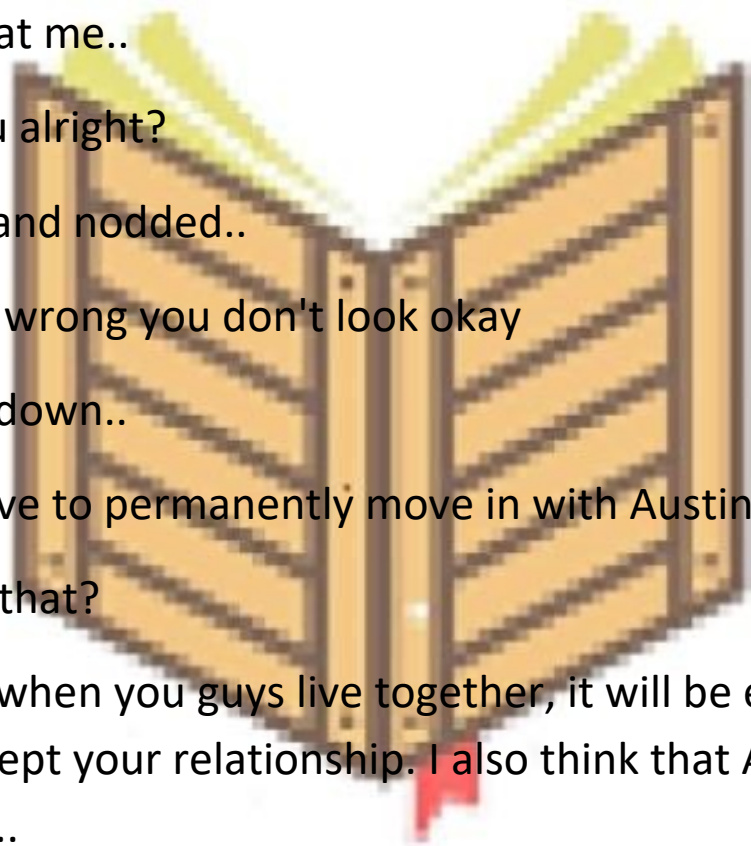 at me..
alright?
and nodded..
wrong you don't look okay
down..
ve to permanently move in with Austin
that?
when you guys live together, it will be e
ept your relationship. I also think that A
..